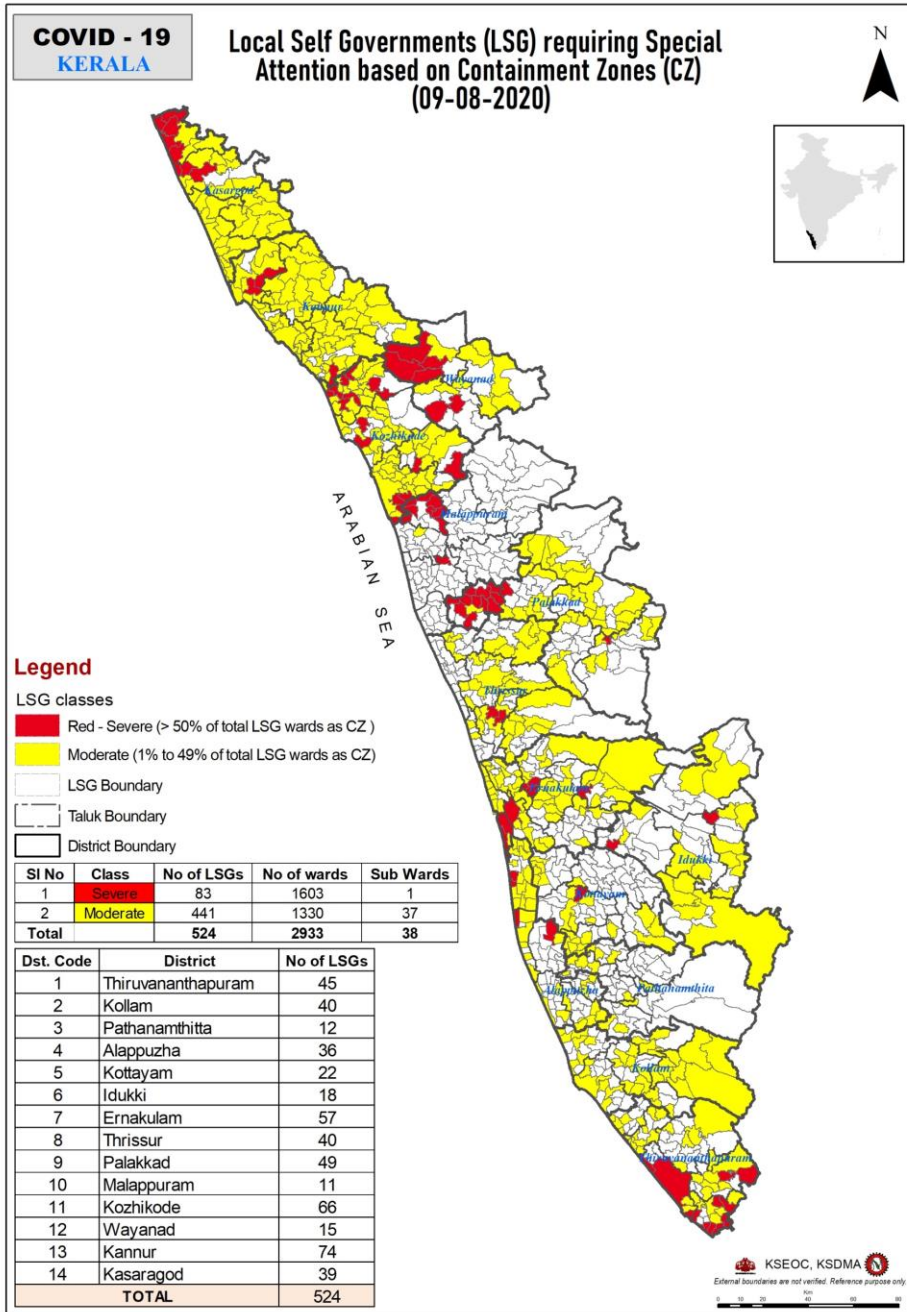 COVID - 19
KERALA
Local Self Governments (LSG) requiring Special
Attention based on Containment Zones (CZ)
(09-08-2020)
N
Kasargod
Kannur
Wayanad
Kozhikode
Malappuram
ARABIAN SEA
Palakkad
Thrissur
Ernakulam
Idukki
Kottayam
Alappuzha
Pathanamthita
Kollam
Thiruvananthapuram
Legend
LSG classes
Red - Severe (> 50% of total LSG wards as CZ )
Moderate (1% to 49% of total LSG wards as CZ)
LSG Boundary
Taluk Boundary
District Boundary
Sl No Class No of LSGs No of wards Sub Wards
1 Severe 83 1603 1
2 Moderate 441 1330 37
Total 524 2933 38
Dst. Code District No of LSGs
1 Thiruvananthapuram 45
2 Kollam 40
3 Pathanamthitta 12
4 Alappuzha 36
5 Kottayam 22
6 Idukki 18
7 Ernakulam 57
8 Thrissur 40
9 Palakkad 49
10 Malappuram 11
11 Kozhikode 66
12 Wayanad 15
13 Kannur 74
14 Kasaragod 39
TOTAL 524
KSEOC, KSDMA
External boundaries are not verified. Reference purpose only.
Km
0 10 20 40 60 80